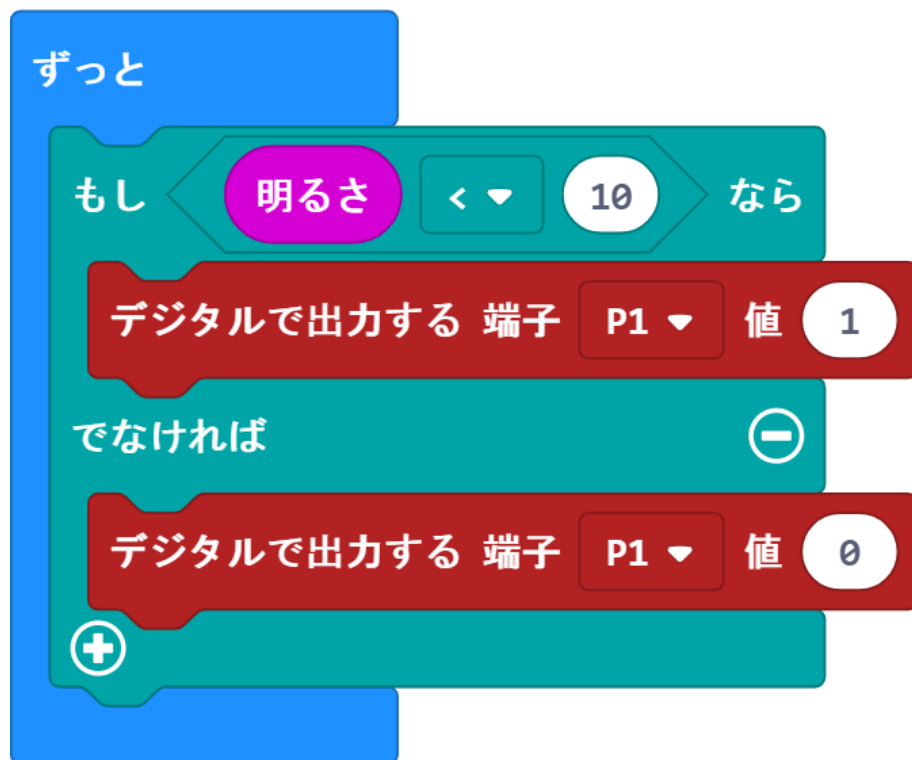 ずっと
もし 明るさ < 10 なら
デジタルで出力する 端子 P1 値 1
でなければ
デジタルで出力する 端子 P1 値 0